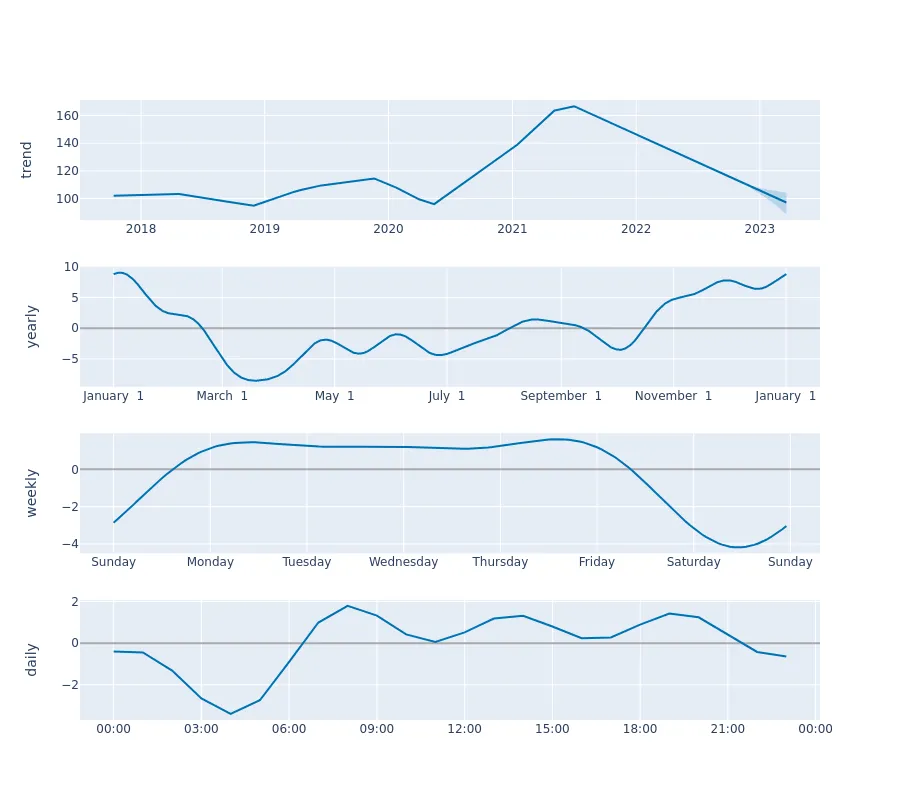 trend
160
140
120
100
2018 2019 2020 2021 2022 2023
yearly
10
5
0
−5
January 1 March 1 May 1 July 1 September 1 November 1 January 1
weekly
0
−2
−4
Sunday Monday Tuesday Wednesday Thursday Friday Saturday Sunday
daily
2
0
−2
00:00 03:00 06:00 09:00 12:00 15:00 18:00 21:00 00:00